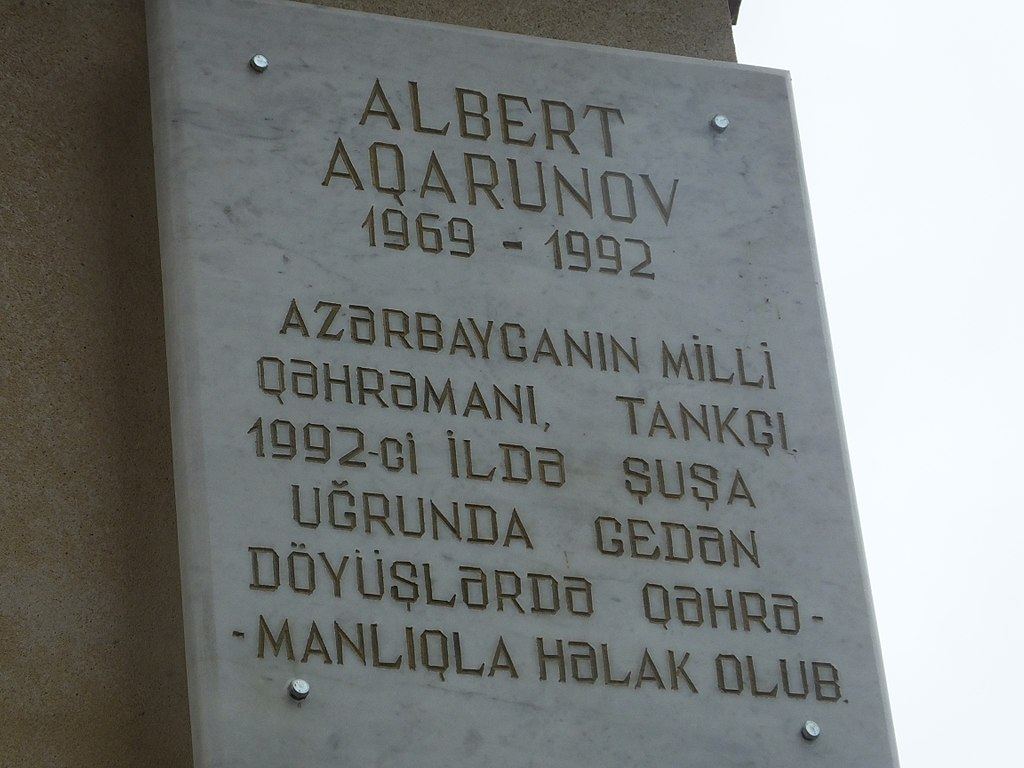 ALBERT
AQARUNOV
1969 - 1992
AZƏRBAYCANIN MİLLİ
QƏHRƏMANI, TANKÇI.
1992-Ci İLDƏ ŞUŞA
UĞRUNDA GEDƏN
DÖYÜŞLƏRDƏ QƏHRƏ-
-MANLIQLA HƏLAK OLUB.